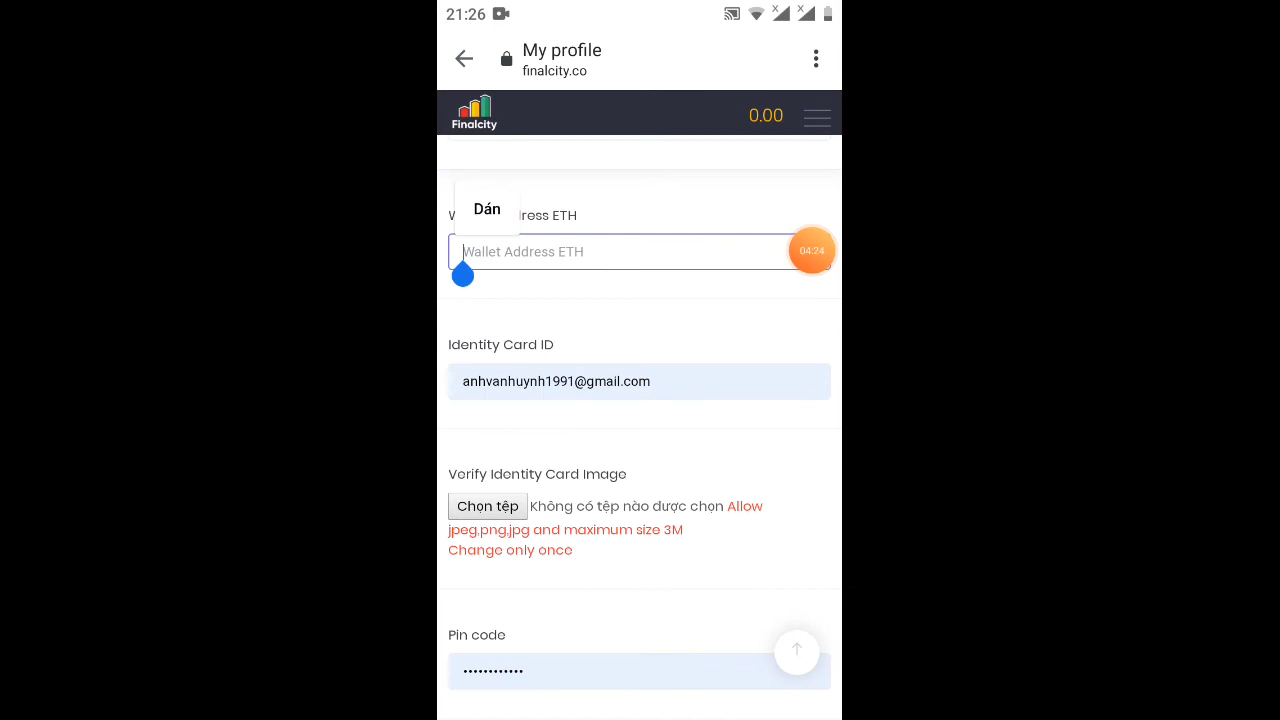 21:26
My profile
finalcity.co
Finalcity
0.00
Dán
dress ETH
Wallet Address ETH
04:24
Identity Card ID
anhvanhuynh1991@gmail.com
Verify Identity Card Image
Chọn tệp Không có tệp nào được chọn Allow
jpeg,png,jpg and maximum size 3M
Change only once
Pin code
••••••••••••